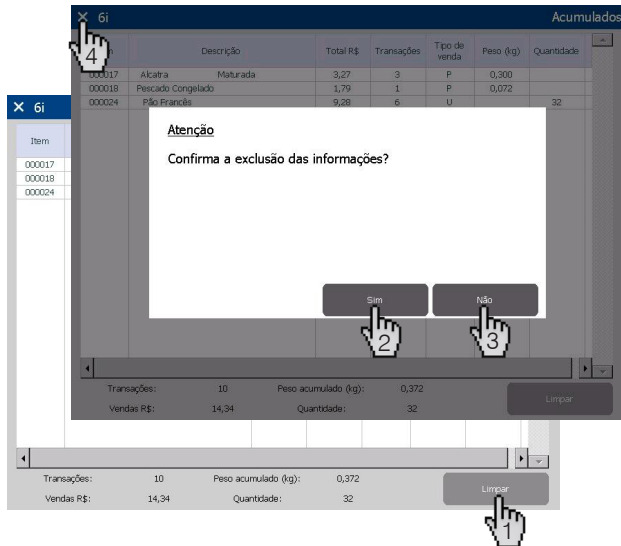 6i Acumulados
4
Descrição Total R$ Transações Tipo de venda Peso (kg) Quantidade
000017 Alcatra Maturada 3,27 3 P 0,300
000018 Pescado Congelado 1,79 1 P 0,072
000024 Pão Francês 9,28 6 U 32
6i
Item
000017
000018
000024
Atenção
Confirma a exclusão das informações?
Sim Não
2 3
Transações: 10 Peso acumulado (kg): 0,372
Vendas R$: 14,34 Quantidade: 32
Limpar
Transações: 10 Peso acumulado (kg): 0,372
Vendas R$: 14,34 Quantidade: 32
Limpar
1